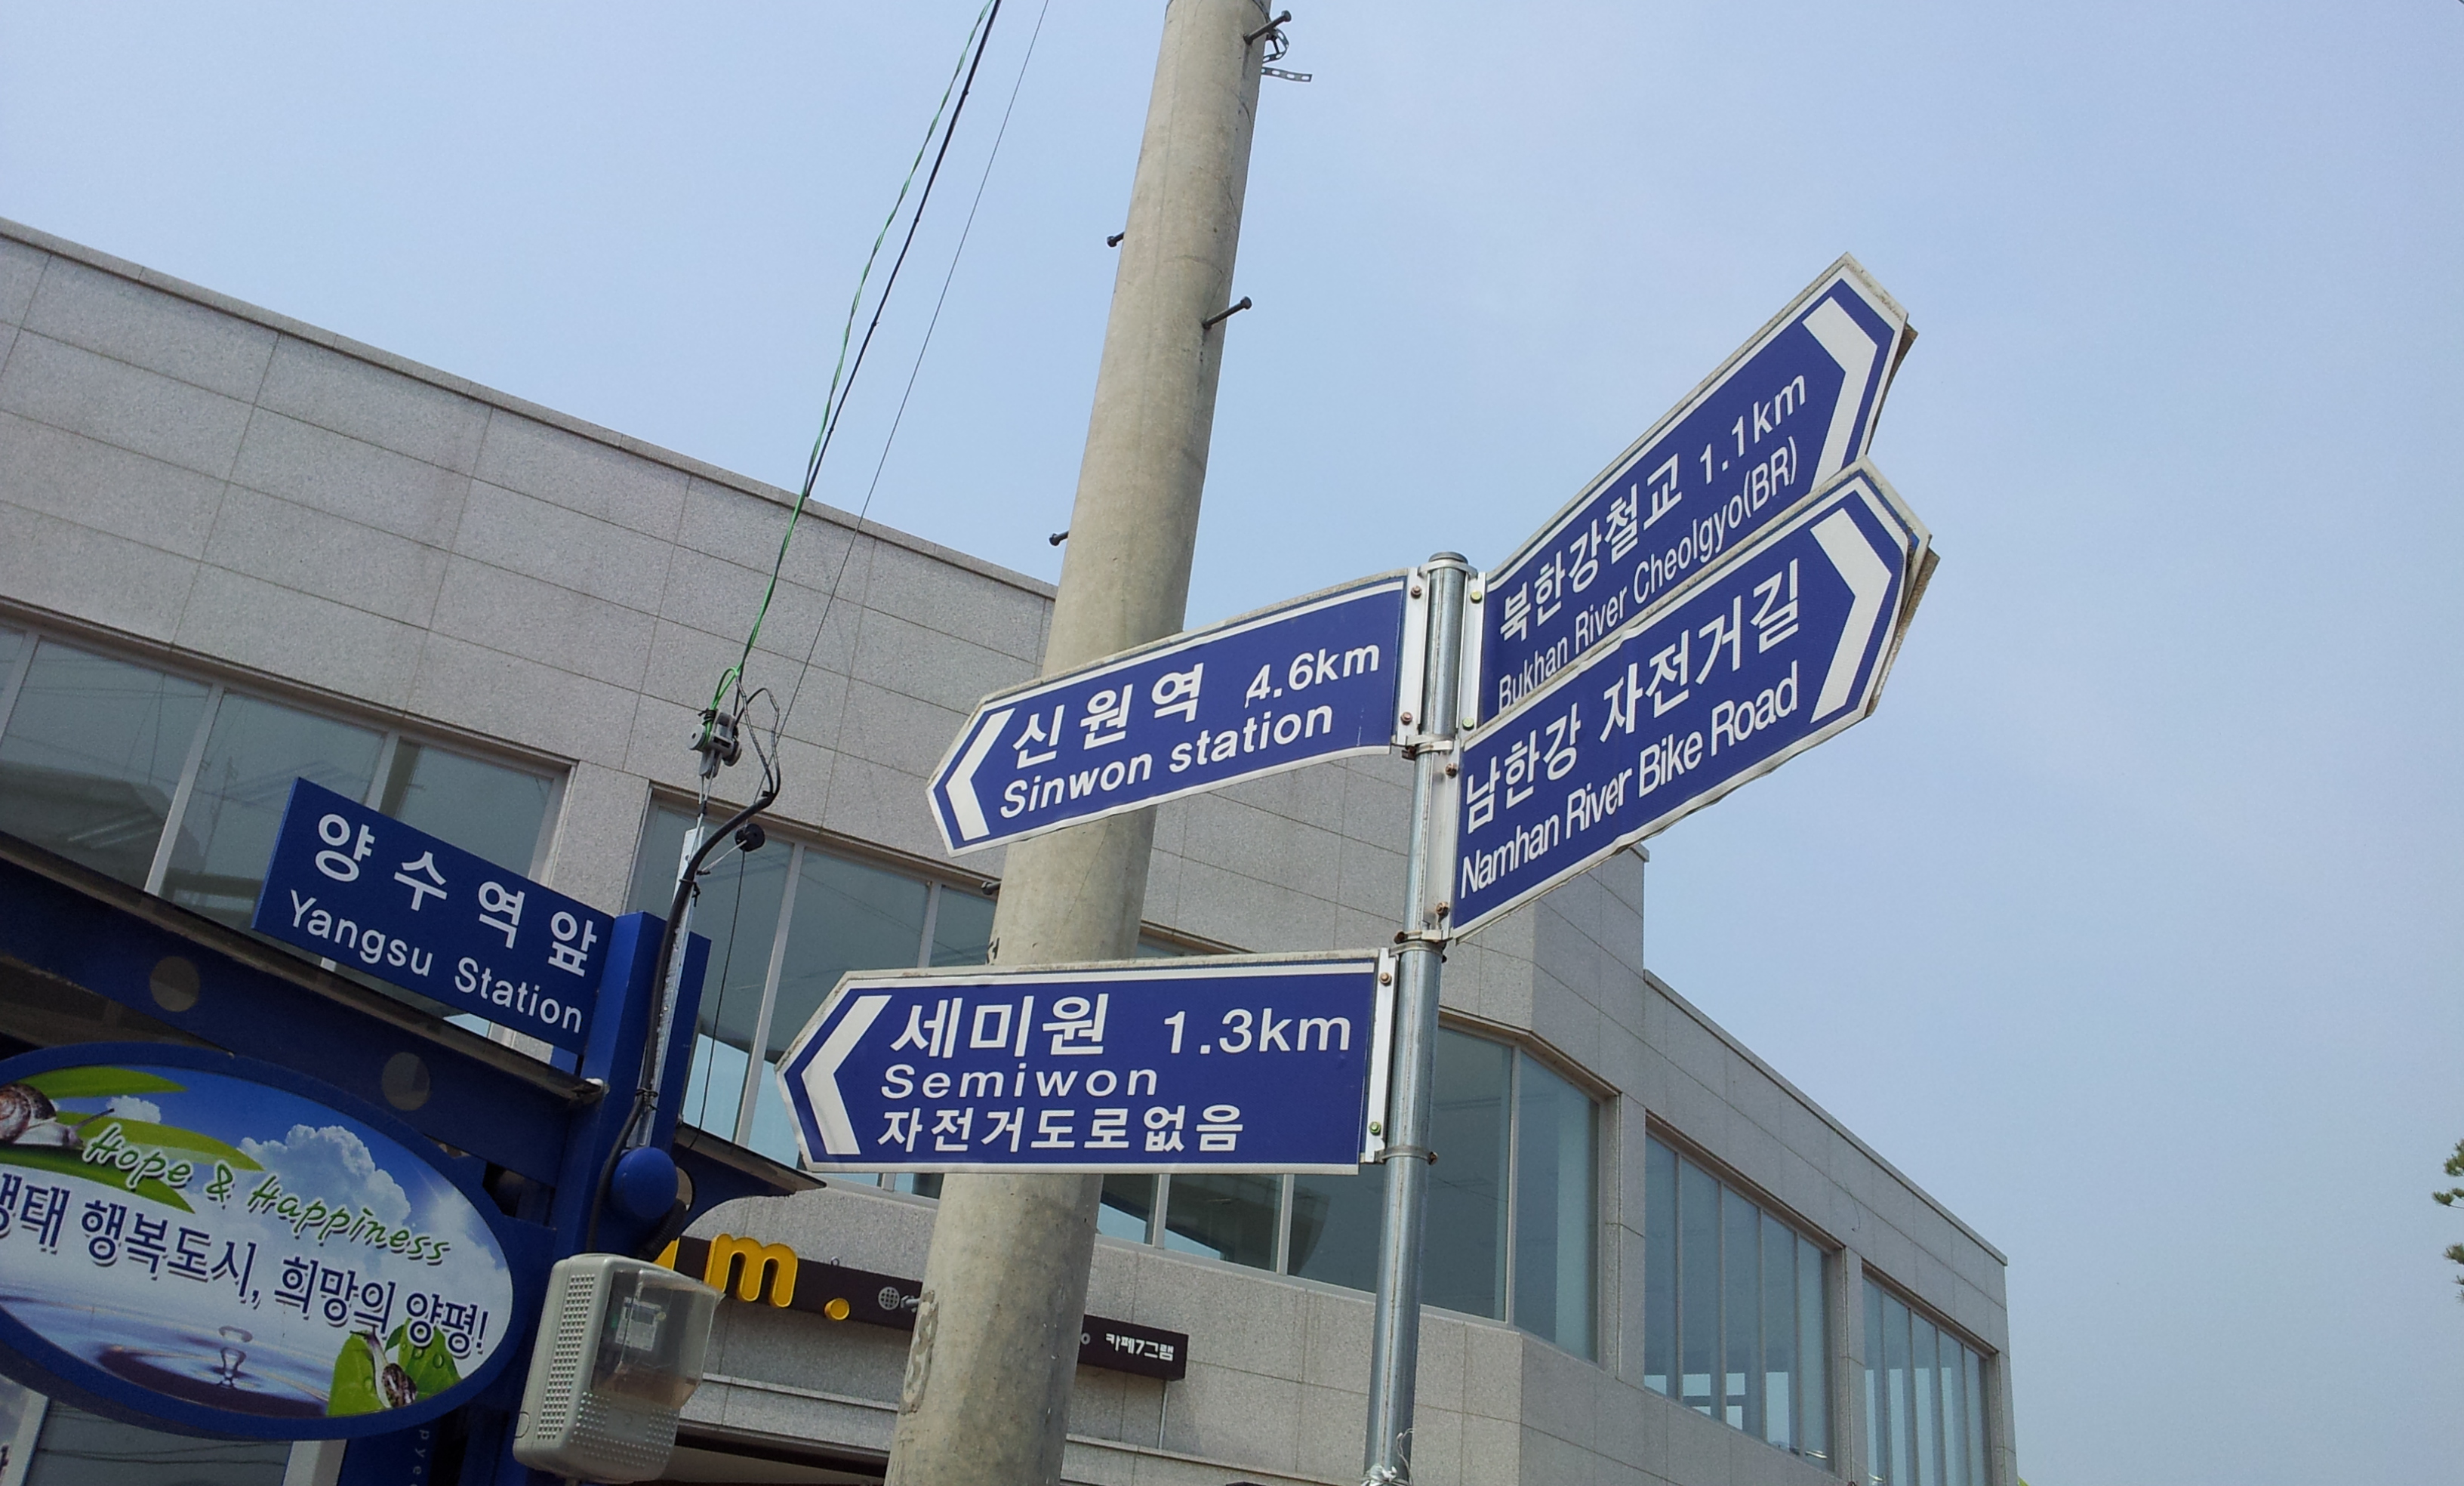 북한강철교 1.1km
Bukhan River Cheolgyo(BR)
신원역 4.6km
Sinwon station
남한강 자전거길
Namhan River Bike Road
양수역앞
Yangsu Station
세미원 1.3km
Semiwon
자전거도로없음
Hope & Happiness
행복도시, 희망의 양평!
m.
카페7그램